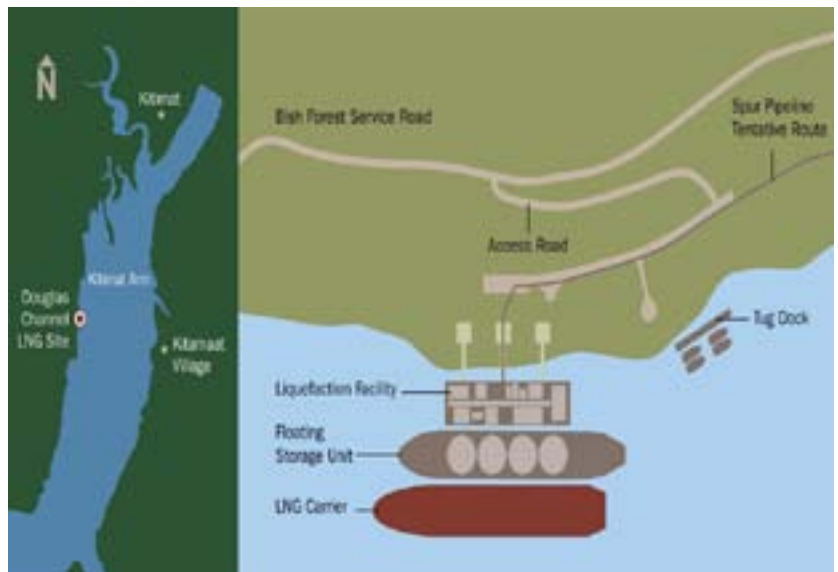 N
Kitimat
Kitimat Arm
Douglas
Channel
LNG Site
Kitamaat
Village
Bish Forest Service Road
Spur Pipeline
Tentative Route
Access Road
Tug Dock
Liquefaction Facility
Floating
Storage Unit
LNG Carrier